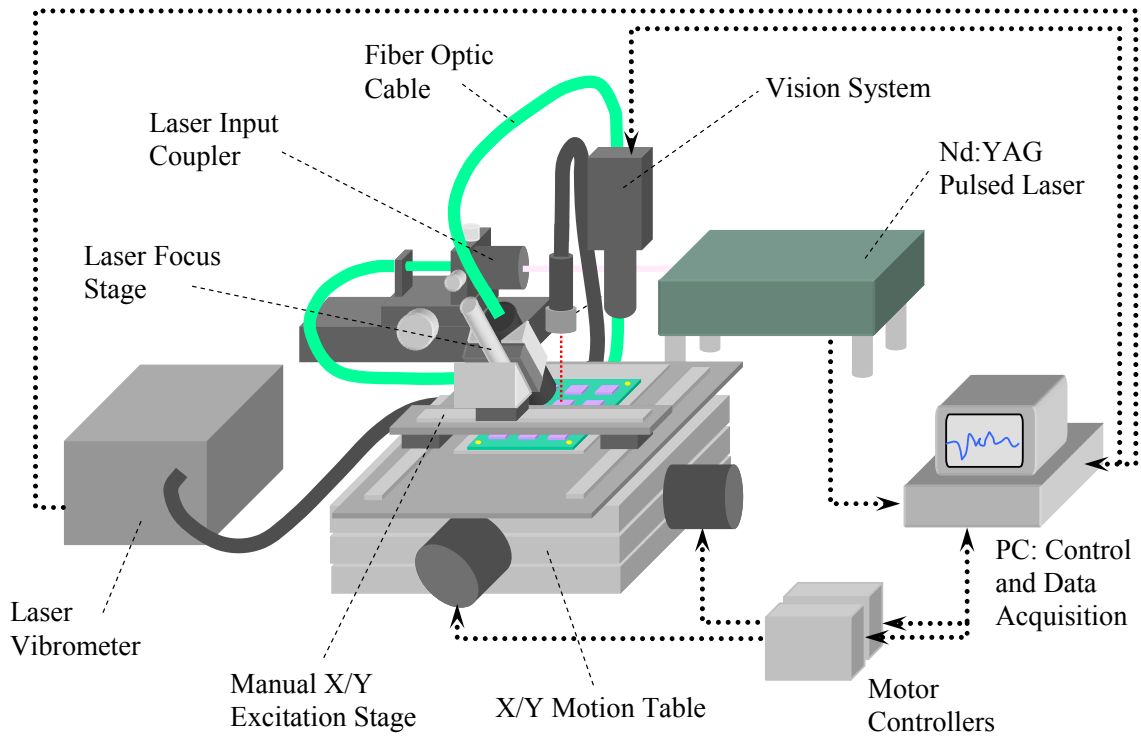 Fiber Optic
Cable
Vision System
Laser Input
Coupler
Nd:YAG
Pulsed Laser
Laser Focus
Stage
PC: Control
and Data
Acquisition
Laser
Vibrometer
Manual X/Y
Excitation Stage
X/Y Motion Table
Motor
Controllers